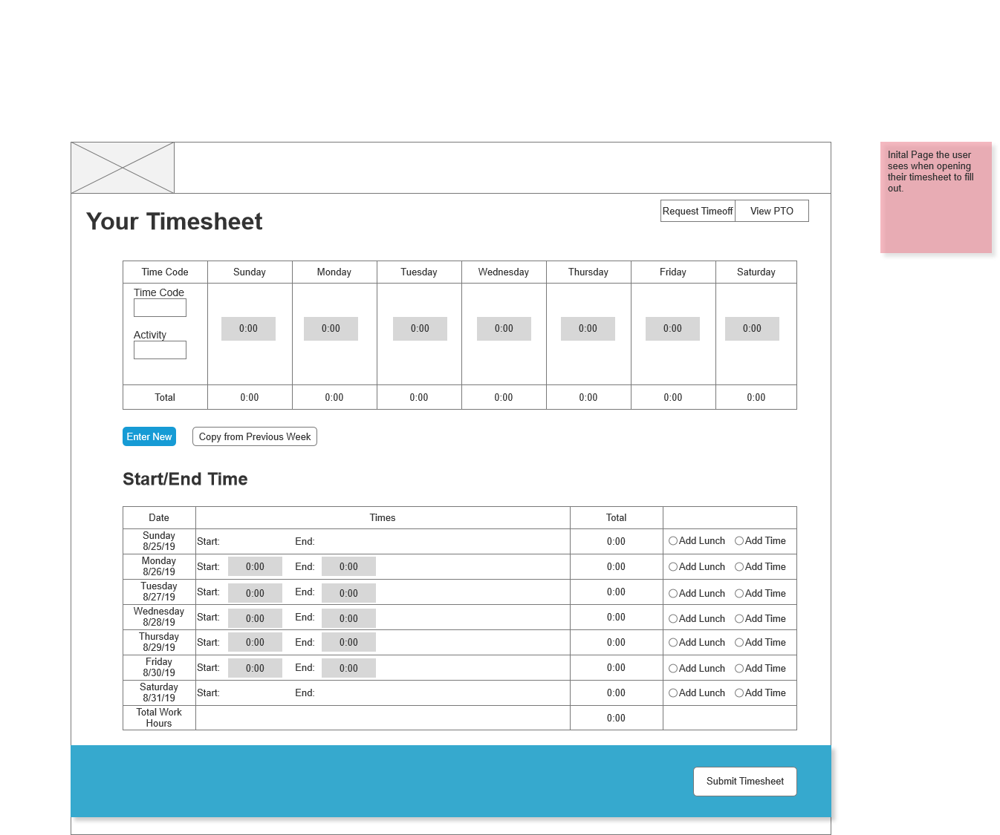 Inital Page the user
sees when opening
their timesheet to fill
out.
Your Timesheet
Request Timeoff View PTO
Time Code Sunday Monday Tuesday Wednesday Thursday Friday Saturday
Time Code
0:00 0:00 0:00 0:00 0:00 0:00 0:00
Activity
Total 0:00 0:00 0:00 0:00 0:00 0:00 0:00
Enter New Copy from Previous Week
Start/End Time
Date Times Total
Sunday
8/25/19
Start: End: 0:00 Add Lunch Add Time
Monday
8/26/19
Start: 0:00 End: 0:00 0:00 Add Lunch Add Time
Tuesday
8/27/19
Start: 0:00 End: 0:00 0:00 Add Lunch Add Time
Wednesday
8/28/19
Start: 0:00 End: 0:00 0:00 Add Lunch Add Time
Thursday
8/29/19
Start: 0:00 End: 0:00 0:00 Add Lunch Add Time
Friday
8/30/19
Start: 0:00 End: 0:00 0:00 Add Lunch Add Time
Saturday
8/31/19
Start: End: 0:00 Add Lunch Add Time
Total Work
Hours
0:00
Submit Timesheet